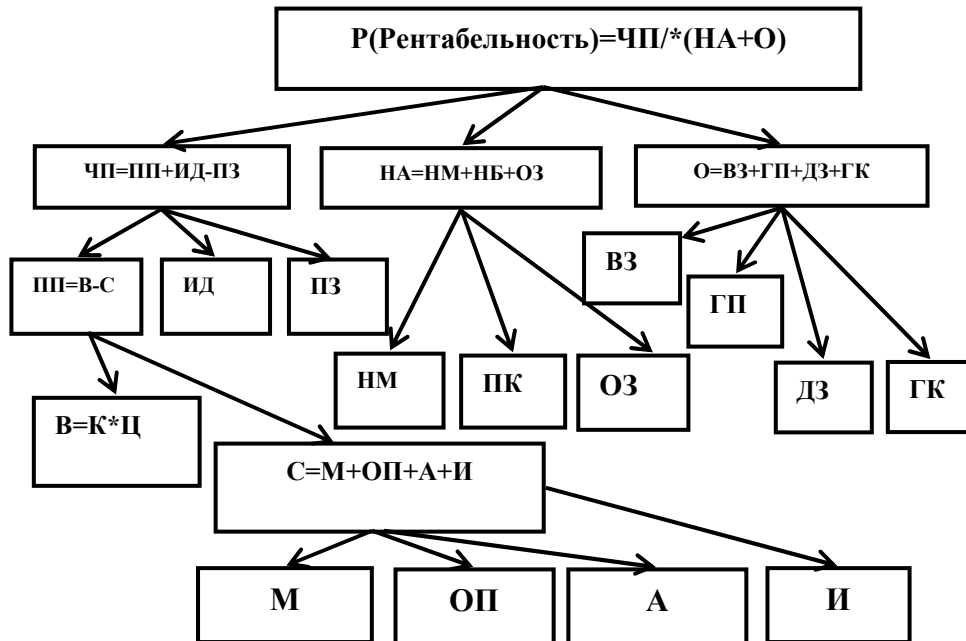 Р(Рентабельность)=ЧП/*(НА+О)
ЧП=ПП+ИД-ПЗ
НА=НМ+НБ+ОЗ
О=ВЗ+ГП+ДЗ+ГК
ПП=В-С
ИД
ПЗ
ВЗ
ГП
НМ
ПК
ОЗ
ДЗ
ГК
В=К*Ц
С=М+ОП+А+И
М
ОП
А
И